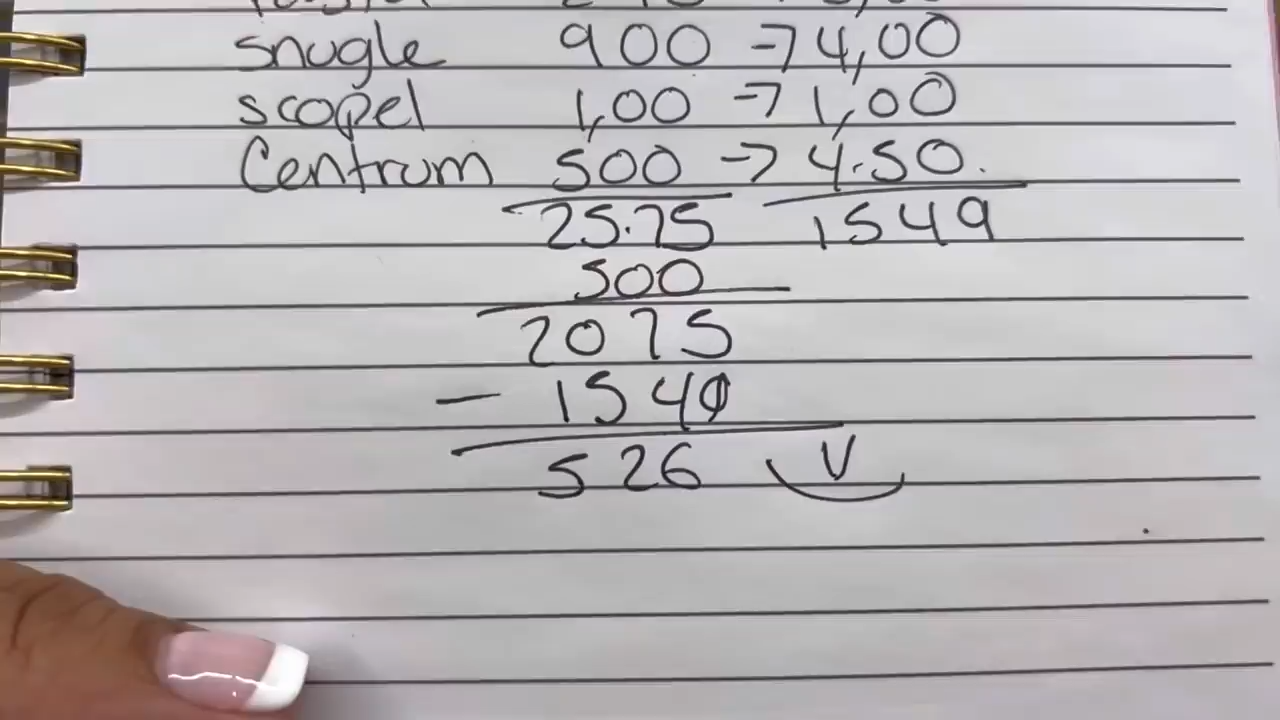 snugle 900 → 4,00
scopel 1,00 → 1,00
Centrum 500 → 4.50.
25.75 1549
500
2075
— 1549
526 V